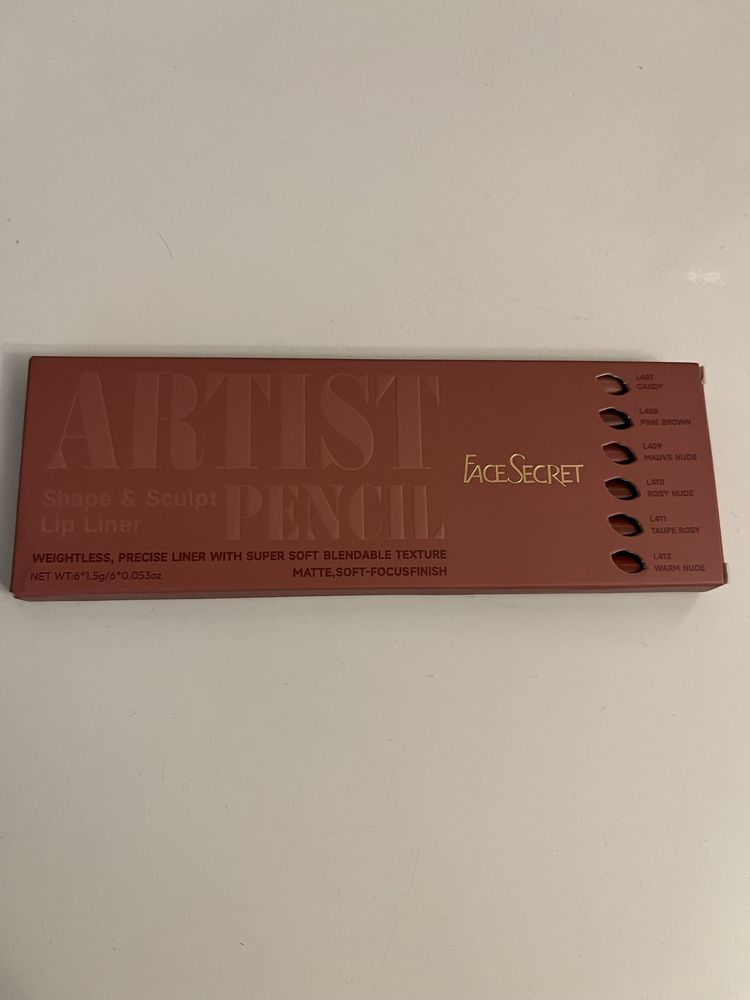 ARTIST
Shape & Sculpt
Lip Liner
PENCIL
WEIGHTLESS, PRECISE LINER WITH SUPER SOFT BLENDABLE TEXTURE
NET WT:6*1.5g/6*0.053oz
MATTE,SOFT-FOCUSFINISH
FACESECRET
L407
CANDY
L408
PINK BROWN
L409
MAUVE NUDE
L410
ROSY NUDE
L411
TAUPE ROSY
L412
WARM NUDE